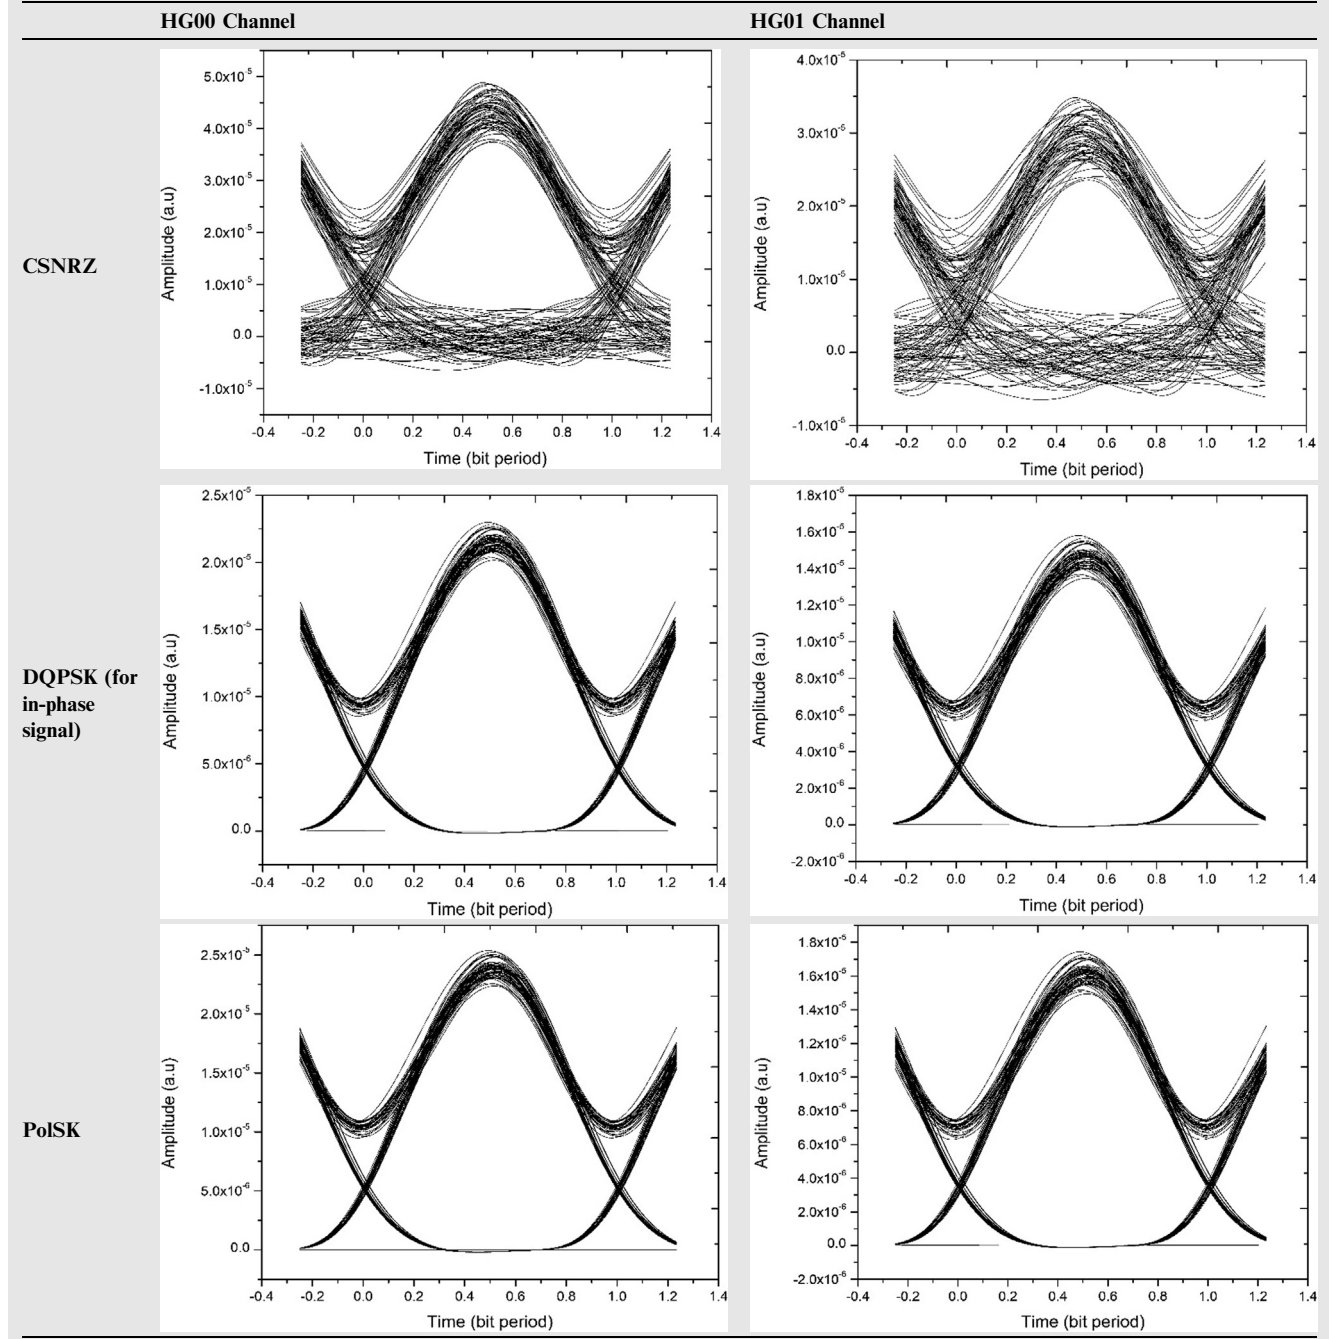 HG00 Channel HG01 Channel
CSNRZ
5.0x10⁻⁵
4.0x10⁻⁵
3.0x10⁻⁵
2.0x10⁻⁵
1.0x10⁻⁵
0.0
-1.0x10⁻⁵
Amplitude (a.u)
-0.4 -0.2 0.0 0.2 0.4 0.6 0.8 1.0 1.2 1.4
Time (bit period)
4.0x10⁻⁵
3.0x10⁻⁵
2.0x10⁻⁵
1.0x10⁻⁵
0.0
-1.0x10⁻⁵
Amplitude (a.u)
-0.4 -0.2 0.0 0.2 0.4 0.6 0.8 1.0 1.2 1.4
Time (bit period)
DQPSK (for
in-phase
signal)
2.5x10⁻⁵
2.0x10⁻⁵
1.5x10⁻⁵
1.0x10⁻⁵
5.0x10⁻⁶
0.0
Amplitude (a.u)
-0.4 -0.2 0.0 0.2 0.4 0.6 0.8 1.0 1.2 1.4
Time (bit period)
1.8x10⁻⁵
1.6x10⁻⁵
1.4x10⁻⁵
1.2x10⁻⁵
1.0x10⁻⁵
8.0x10⁻⁶
6.0x10⁻⁶
4.0x10⁻⁶
2.0x10⁻⁶
0.0
-2.0x10⁻⁶
Amplitude (a.u)
-0.4 -0.2 0.0 0.2 0.4 0.6 0.8 1.0 1.2 1.4
Time (bit period)
PolSK
2.5x10⁻⁵
2.0x10⁻⁵
1.5x10⁻⁵
1.0x10⁻⁵
5.0x10⁻⁶
0.0
Amplitude (a.u)
-0.4 -0.2 0.0 0.2 0.4 0.6 0.8 1.0 1.2 1.4
Time (bit period)
1.8x10⁻⁵
1.6x10⁻⁵
1.4x10⁻⁵
1.2x10⁻⁵
1.0x10⁻⁵
8.0x10⁻⁶
6.0x10⁻⁶
4.0x10⁻⁶
2.0x10⁻⁶
0.0
-2.0x10⁻⁶
Amplitude (a.u)
-0.4 -0.2 0.0 0.2 0.4 0.6 0.8 1.0 1.2 1.4
Time (bit period)